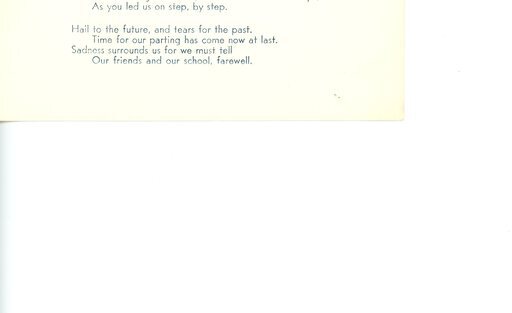 As you led us on step, by step.
Hail to the future, and tears for the past.
Time for our parting has come now at last.
Sadness surrounds us for we must tell
Our friends and our school, farewell.